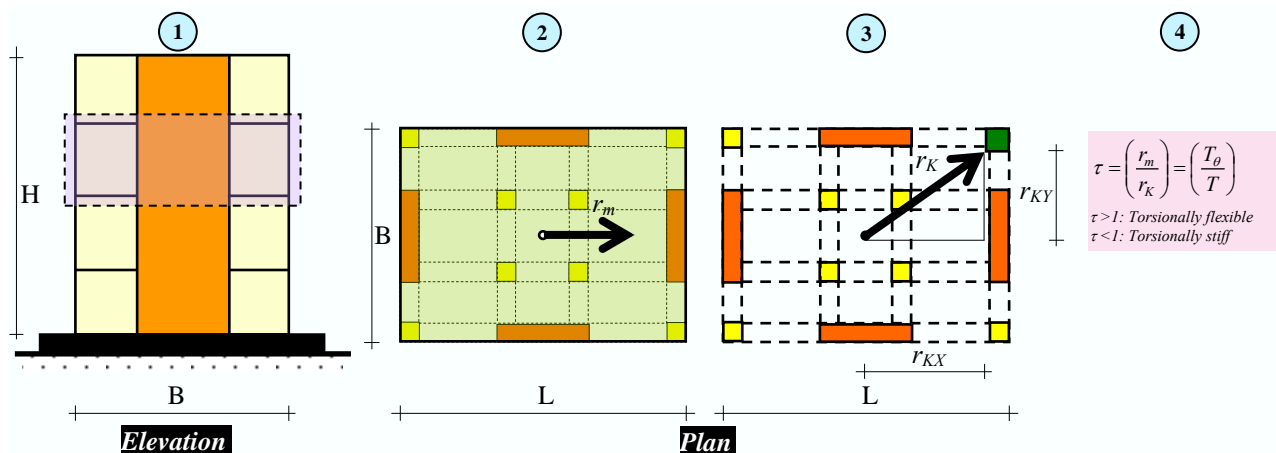 1
2
3
4
H
B
Elevation
B
r_m
L
Plan
r_K
r_KY
r_KX
L
τ = (r_m / r_K) = (T_θ / T)
τ >1: Torsionally flexible
τ <1: Torsionally stiff